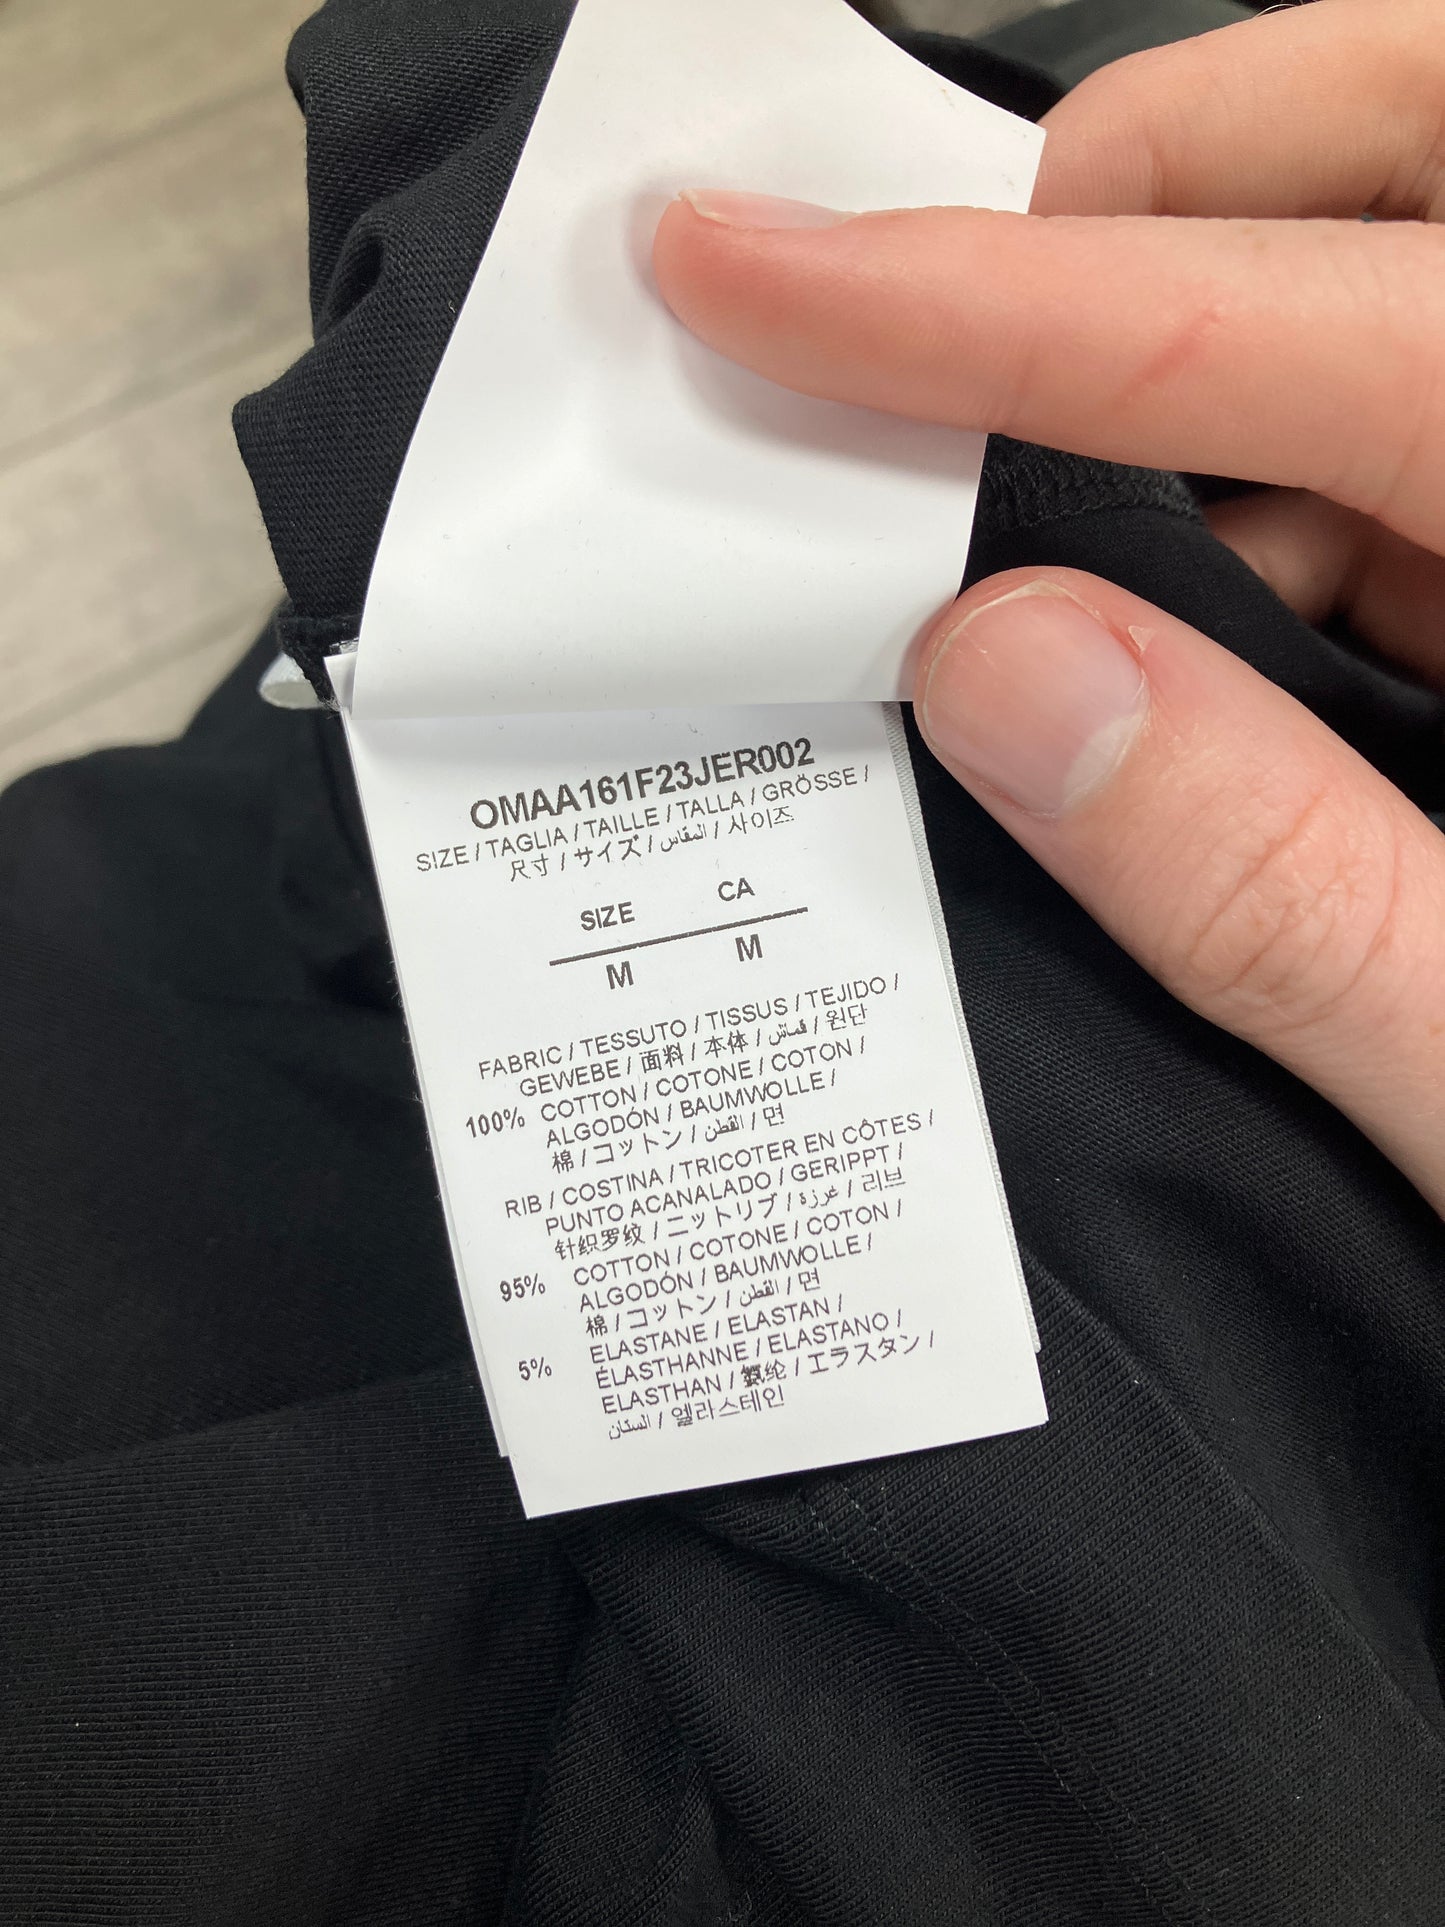 OMAA161F23JER002
SIZE / TAGLIA / TAILLE / TALLA / GRÖSSE /
尺寸 / サイズ / المقاس / 사이즈
SIZE CA
M M
FABRIC / TESSUTO / TISSUS / TEJIDO /
GEWEBE / 面料 / 本体 / قماش / 원단
100% COTTON / COTONE / COTON /
ALGODÓN / BAUMWOLLE /
棉 / コットン / القطن / 면
RIB / COSTINA / TRICOTER EN CÔTES /
PUNTO ACANALADO / GERIPPT /
针织罗纹 / ニットリブ / غرزة / 리브
95% COTTON / COTONE / COTON /
ALGODÓN / BAUMWOLLE /
棉 / コットン / القطن / 면
5% ELASTANE / ELASTAN /
ÉLASTHANNE / ELASTANO /
ELASTHAN / 氨纶 / エラスタン /
الستان / 엘라스테인